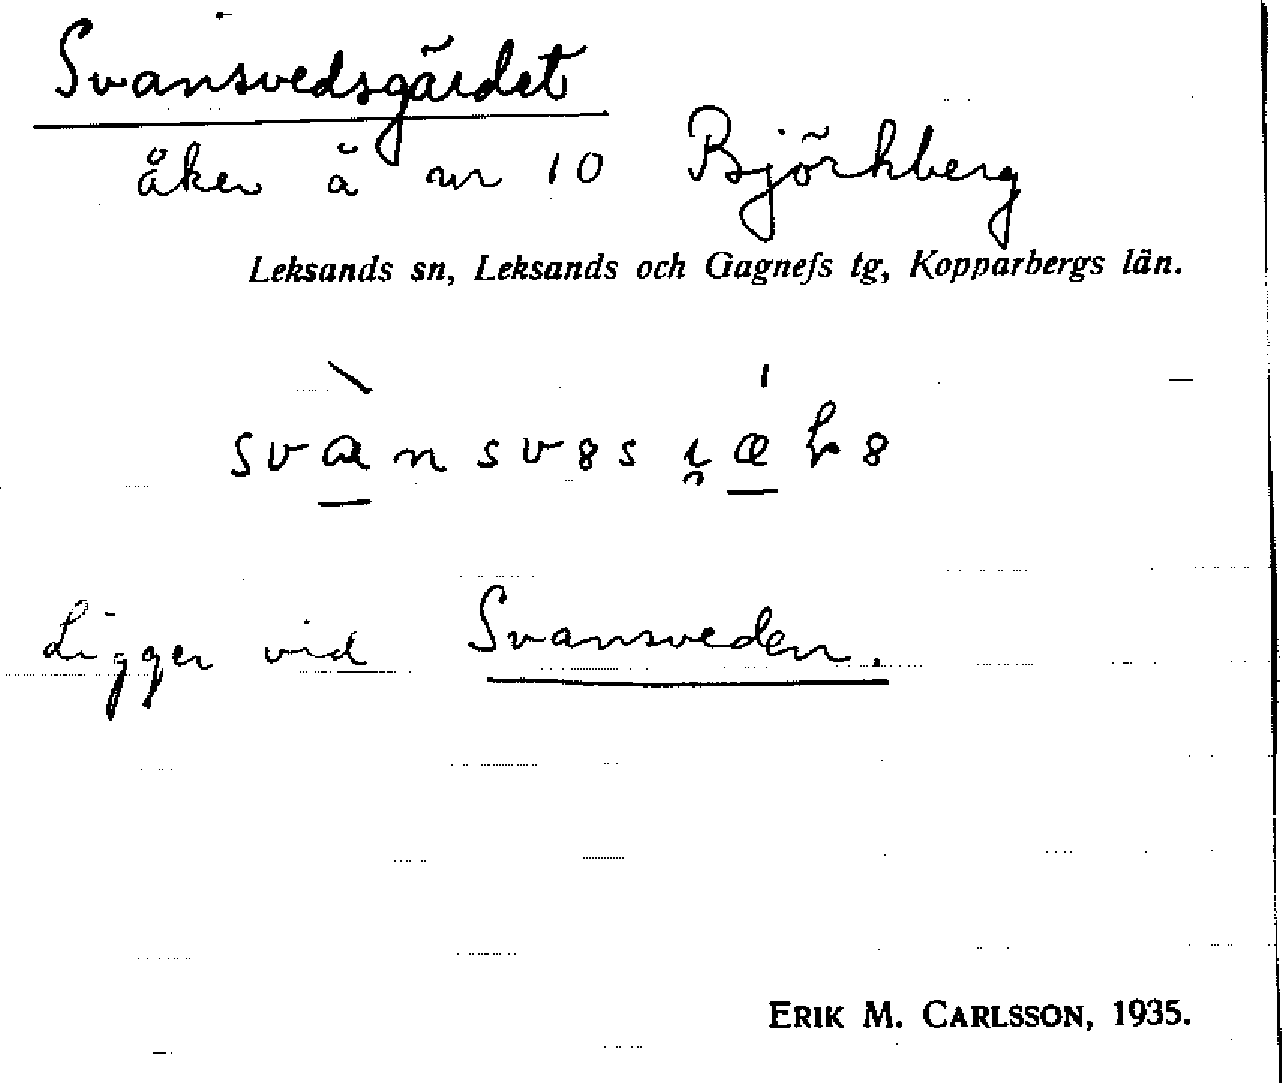 Svansvedsgärdet
åker å nr 10 Björkberg
Leksands sn, Leksands och Gagnefs tg, Kopparbergs län.
Ligger vid Svansveden.
ERIK M. CARLSSON, 1935.